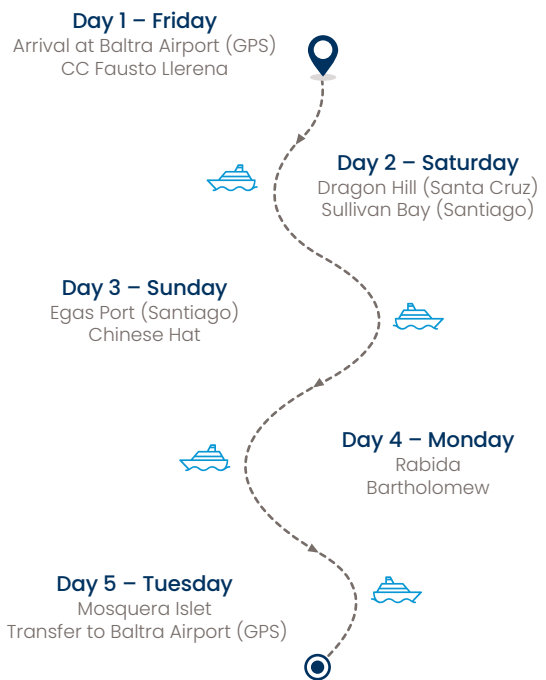 Day 1 – Friday
Arrival at Baltra Airport (GPS)
CC Fausto Llerena
Day 2 – Saturday
Dragon Hill (Santa Cruz)
Sullivan Bay (Santiago)
Day 3 – Sunday
Egas Port (Santiago)
Chinese Hat
Day 4 – Monday
Rabida
Bartholomew
Day 5 – Tuesday
Mosquera Islet
Transfer to Baltra Airport (GPS)